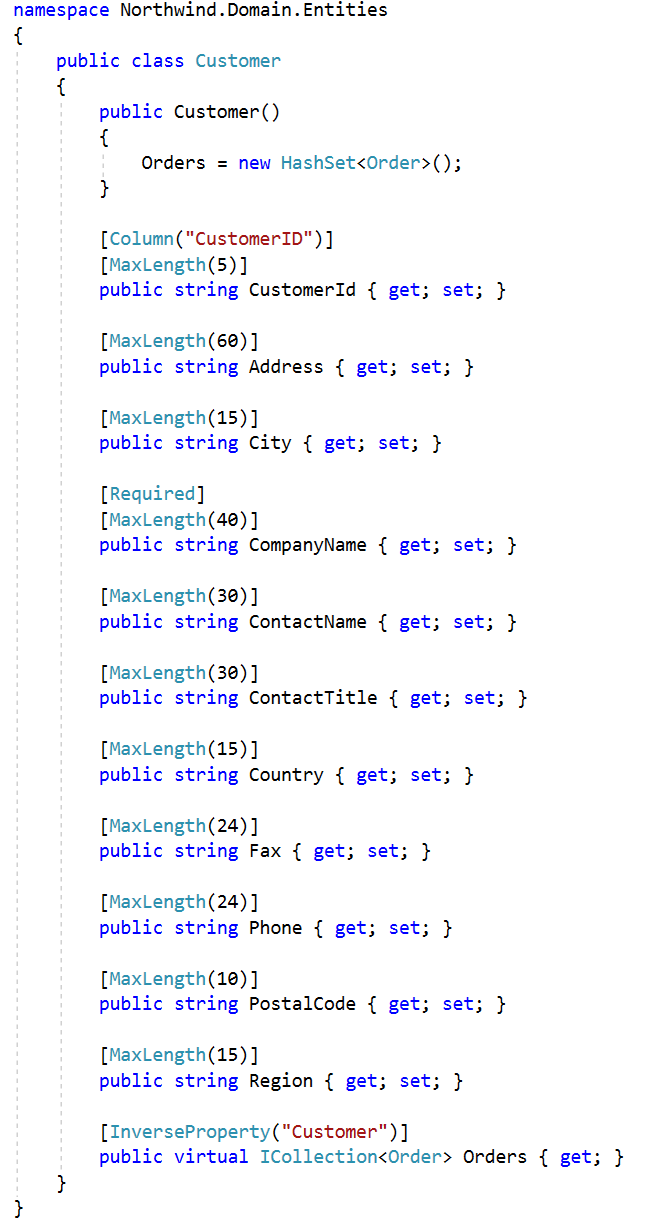 namespace Northwind.Domain.Entities
{
public class Customer
{
public Customer()
{
Orders = new HashSet<Order>();
}
[Column("CustomerID")]
[MaxLength(5)]
public string CustomerId { get; set; }
[MaxLength(60)]
public string Address { get; set; }
[MaxLength(15)]
public string City { get; set; }
[Required]
[MaxLength(40)]
public string CompanyName { get; set; }
[MaxLength(30)]
public string ContactName { get; set; }
[MaxLength(30)]
public string ContactTitle { get; set; }
[MaxLength(15)]
public string Country { get; set; }
[MaxLength(24)]
public string Fax { get; set; }
[MaxLength(24)]
public string Phone { get; set; }
[MaxLength(10)]
public string PostalCode { get; set; }
[MaxLength(15)]
public string Region { get; set; }
[InverseProperty("Customer")]
public virtual ICollection<Order> Orders { get; }
}
}